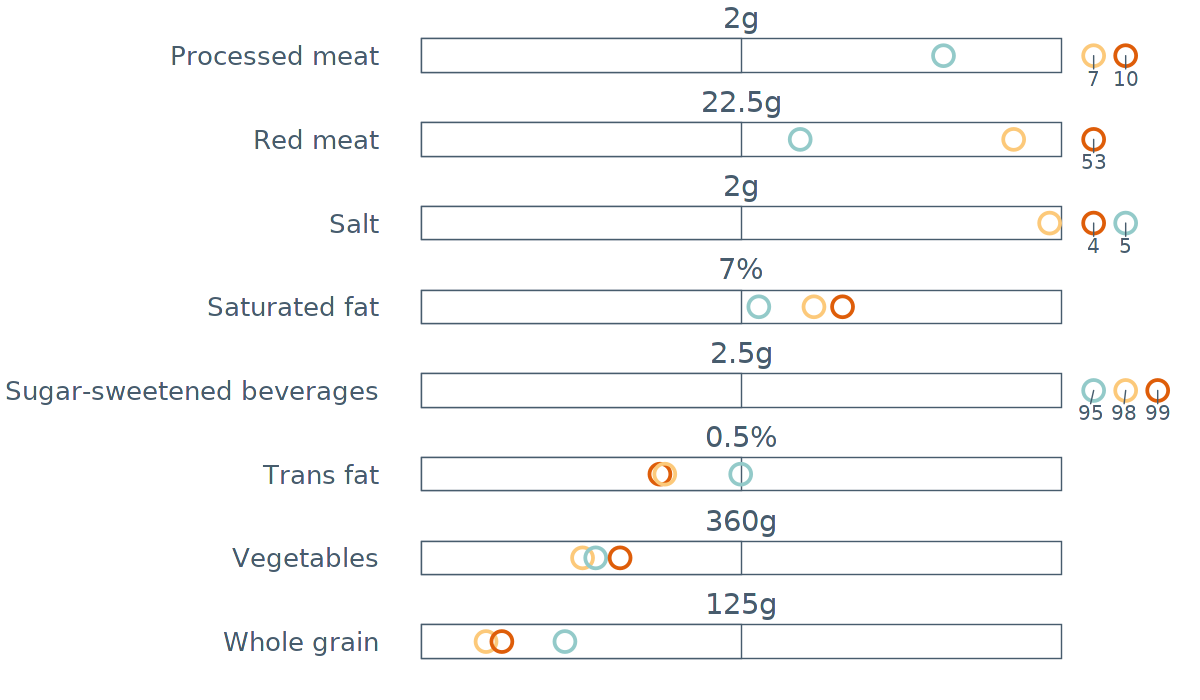 2g
Processed meat
7 10
22.5g
Red meat
53
2g
Salt
4 5
7%
Saturated fat
2.5g
Sugar-sweetened beverages
95 98 99
0.5%
Trans fat
360g
Vegetables
125g
Whole grain